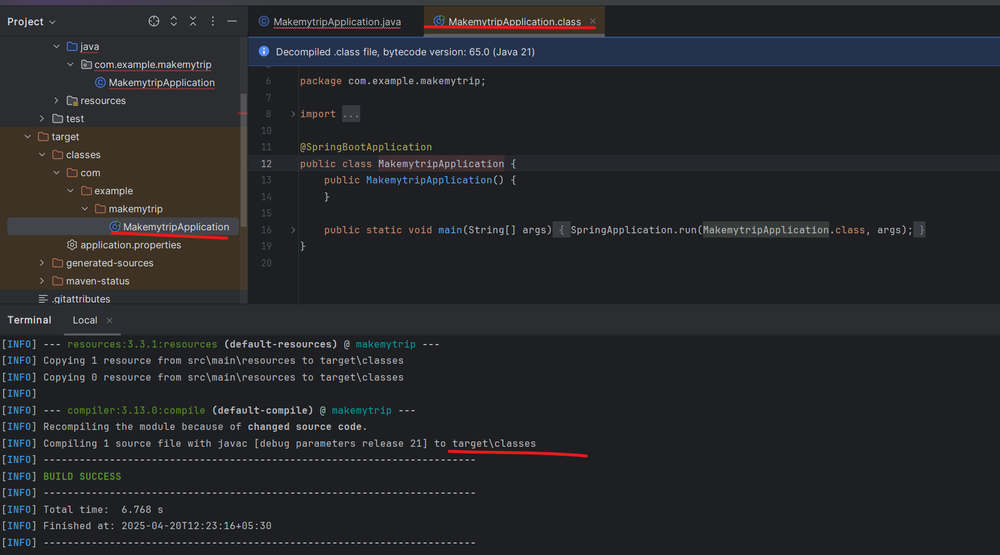 Project
java
com.example.makemytrip
MakemytripApplication
resources
test
target
classes
com
example
makemytrip
MakemytripApplication
application.properties
generated-sources
maven-status
.gitattributes
MakemytripApplication.java
MakemytripApplication.class
Decompiled .class file, bytecode version: 65.0 (Java 21)
6 package com.example.makemytrip;
7
8 import ...
10
11 @SpringBootApplication
12 public class MakemytripApplication {
13 public MakemytripApplication() {
14 }
15
16 public static void main(String[] args) { SpringApplication.run(MakemytripApplication.class, args); }
19 }
20
Terminal Local
[INFO] --- resources:3.3.1:resources (default-resources) @ makemytrip ---
[INFO] Copying 1 resource from src\main\resources to target\classes
[INFO] Copying 0 resource from src\main\resources to target\classes
[INFO]
[INFO] --- compiler:3.13.0:compile (default-compile) @ makemytrip ---
[INFO] Recompiling the module because of changed source code.
[INFO] Compiling 1 source file with javac [debug parameters release 21] to target\classes
[INFO] ------------------------------------------------------------------------
[INFO] BUILD SUCCESS
[INFO] ------------------------------------------------------------------------
[INFO] Total time:  6.768 s
[INFO] Finished at: 2025-04-20T12:23:16+05:30
[INFO] ------------------------------------------------------------------------